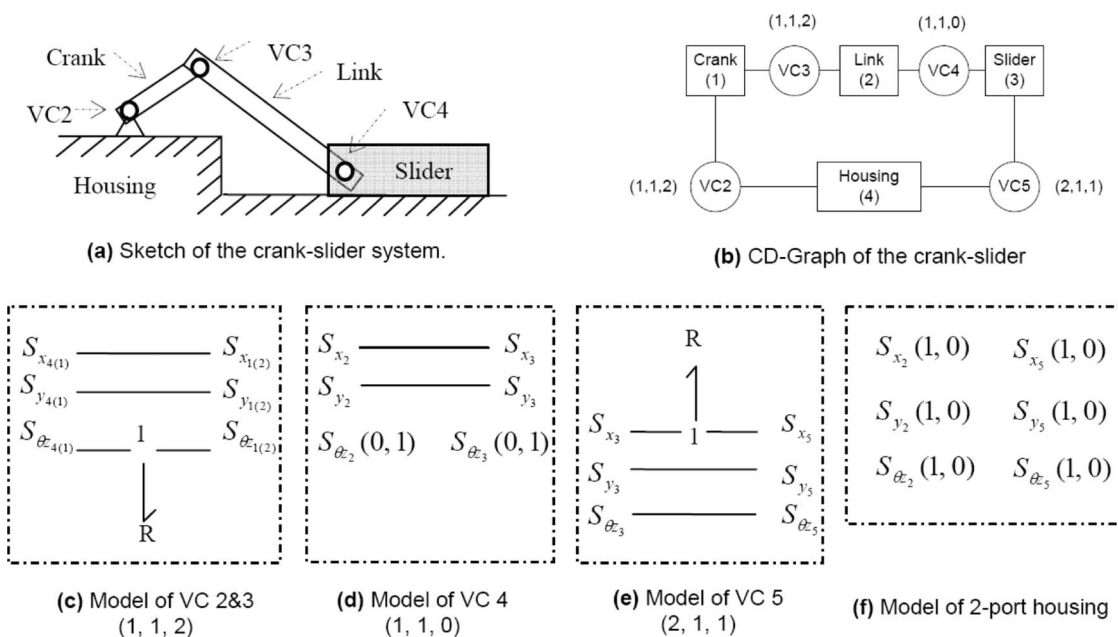 Crank
VC3
Link
VC2
VC4
Housing
Slider
(a) Sketch of the crank-slider system.
(1,1,2)
(1,1,0)
Crank
(1)
VC3
Link
(2)
VC4
Slider
(3)
(1,1,2)
VC2
Housing
(4)
VC5
(2,1,1)
(b) CD-Graph of the crank-slider
S_{x_{4(1)}} S_{x_{1(2)}}
S_{y_{4(1)}} S_{y_{1(2)}}
S_{θz_{4(1)}} 1 S_{θz_{1(2)}}
R
(c) Model of VC 2&3
(1, 1, 2)
S_{x_2} S_{x_3}
S_{y_2} S_{y_3}
S_{θz_2} (0, 1) S_{θz_3} (0, 1)
(d) Model of VC 4
(1, 1, 0)
R
S_{x_3} 1 S_{x_5}
S_{y_3} S_{y_5}
S_{θz_3} S_{θz_5}
(e) Model of VC 5
(2, 1, 1)
S_{x_2} (1, 0) S_{x_5} (1, 0)
S_{y_2} (1, 0) S_{y_5} (1, 0)
S_{θz_2} (1, 0) S_{θz_5} (1, 0)
(f) Model of 2-port housing